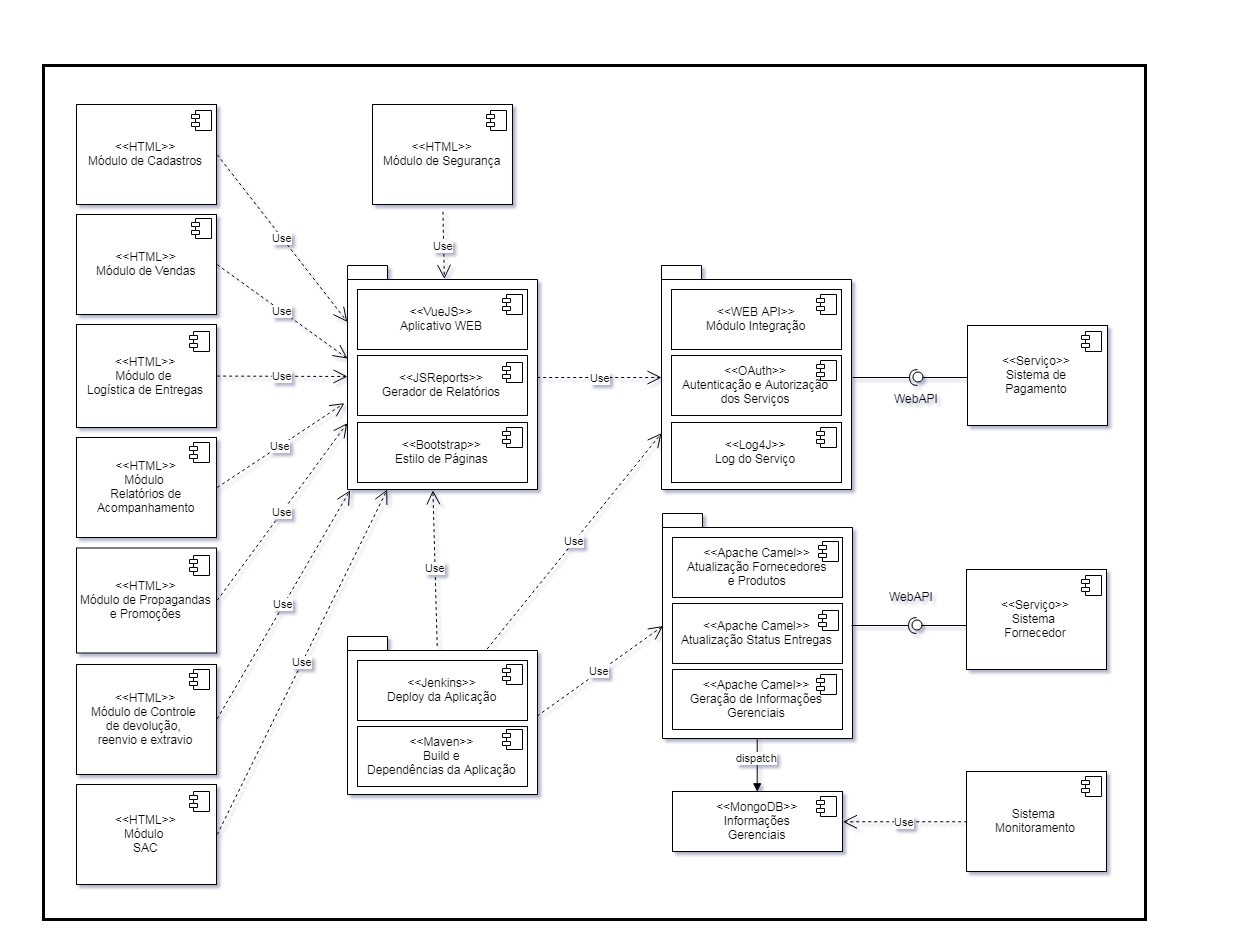 <<HTML>>
Módulo de Cadastros
<<HTML>>
Módulo de Segurança
Use
Use
<<HTML>>
Módulo de Vendas
Use
<<HTML>>
Módulo de
Logística de Entregas
Use
<<HTML>>
Módulo
Relatórios de
Acompanhamento
Use
<<HTML>>
Módulo de Propagandas
e Promoções
Use
<<HTML>>
Módulo de Controle
de devolução,
reenvio e extravio
Use
<<HTML>>
Módulo
SAC
Use
<<VueJS>>
Aplicativo WEB
<<JSReports>>
Gerador de Relatórios
<<Bootstrap>>
Estilo de Páginas
Use
Use
Use
Use
<<Jenkins>>
Deploy da Aplicação
<<Maven>>
Build e
Dependências da Aplicação
<<WEB API>>
Módulo Integração
<<OAuth>>
Autenticação e Autorização
dos Serviços
<<Log4J>>
Log do Serviço
WebAPI
<<Serviço>>
Sistema de
Pagamento
<<Apache Camel>>
Atualização Fornecedores
e Produtos
<<Apache Camel>>
Atualização Status Entregas
<<Apache Camel>>
Geração de Informações
Gerenciais
WebAPI
<<Serviço>>
Sistema
Fornecedor
dispatch
<<MongoDB>>
Informações
Gerenciais
Use
Sistema
Monitoramento